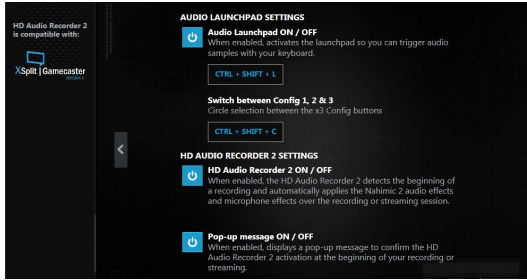 HD Audio Recorder 2
is compatible with:
XSplit | Gamecaster
AUDIO LAUNCHPAD SETTINGS
Audio Launchpad ON / OFF
When enabled, activates the launchpad so you can trigger audio
samples with your keyboard.
CTRL + SHIFT + L
Switch between Config 1, 2 & 3
Circle selection between the x3 Config buttons
CTRL + SHIFT + C
HD AUDIO RECORDER 2 SETTINGS
HD Audio Recorder 2 ON / OFF
When enabled, the HD Audio Recorder 2 detects the beginning of
a recording and automatically applies the Nahimic 2 audio effects
and microphone effects over the recording or streaming session.
Pop-up message ON / OFF
When enabled, displays a pop-up message to confirm the HD
Audio Recorder 2 activation at the beginning of your recording or
streaming.